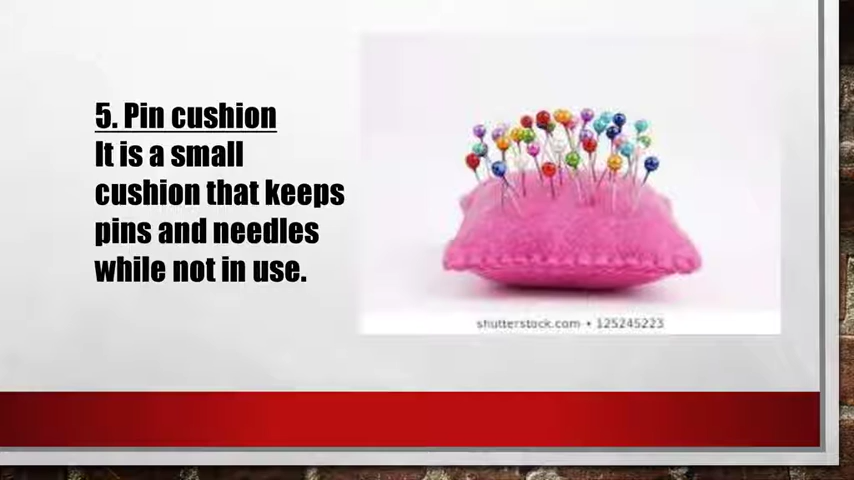 5. Pin cushion
It is a small
cushion that keeps
pins and needles
while not in use.
shutterstock.com • 125245223